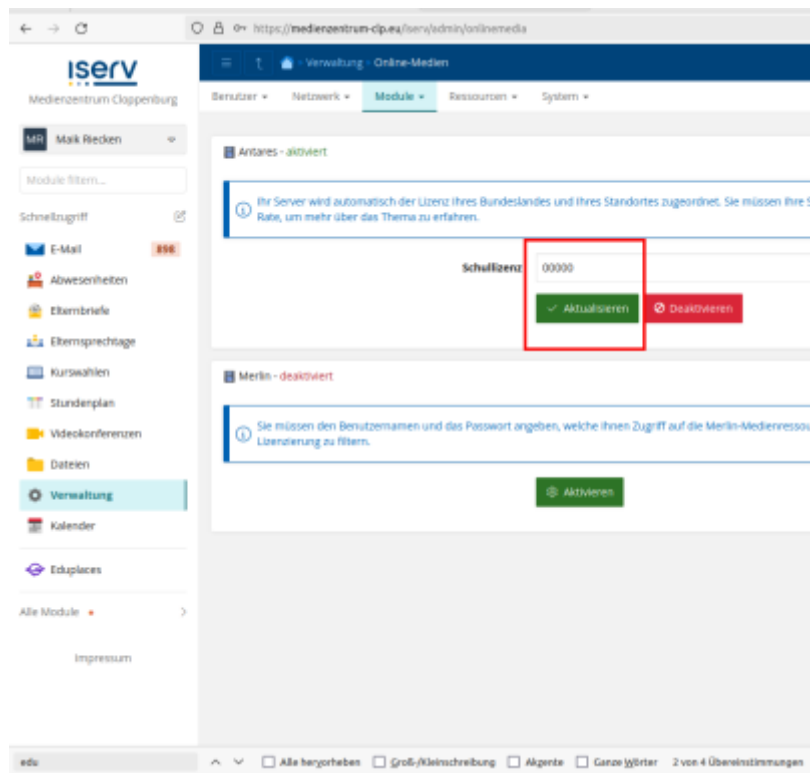 https://medienzentrum-clp.eu/iserv/admin/onlinemedia
IServ
Medienzentrum Cloppenburg
MR Maik Riecken
Module filtern...
Schnellzugriff
E-Mail 898
Abwesenheiten
Elternbriefe
Elternsprechtage
Kurswahlen
Stundenplan
Videokonferenzen
Dateien
Verwaltung
Kalender
Eduplaces
Alle Module
Impressum
Verwaltung Online-Medien
Benutzer Netzwerk Module Ressourcen System
Antares - aktiviert
Ihr Server wird automatisch der Lizenz Ihres Bundeslandes und Ihres Standortes zugeordnet. Sie müssen Ihre S
Rate, um mehr über das Thema zu erfahren.
Schullizenz 00000
Aktualisieren Deaktivieren
Merlin - deaktiviert
Sie müssen den Benutzernamen und das Passwort angeben, welche Ihnen Zugriff auf die Merlin-Medienressou
Lizenzierung zu filtern.
Aktivieren
edu Alle hervorheben Groß-/Kleinschreibung Akzente Ganze Wörter 2 von 4 Übereinstimmungen